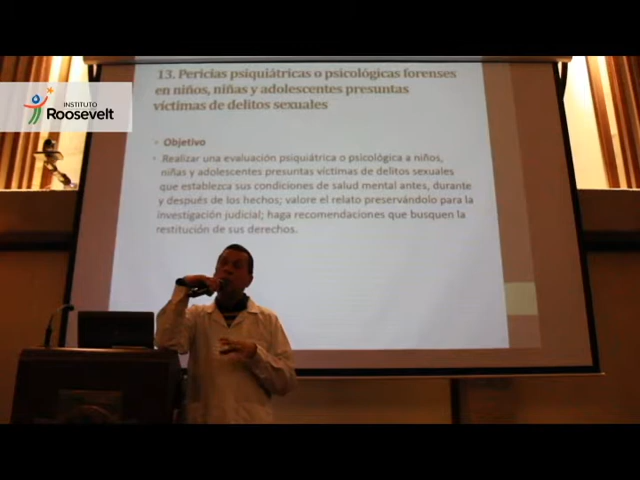 INSTITUTO
Roosevelt
13. Pericias psiquiátricas o psicológicas forenses
en niños, niñas y adolescentes presuntas
víctimas de delitos sexuales
• Objetivo
• Realizar una evaluación psiquiátrica o psicológica a niños,
niñas y adolescentes presuntas víctimas de delitos sexuales
que establezca sus condiciones de salud mental antes, durante
y después de los hechos; valore el relato preservándolo para la
investigación judicial; haga recomendaciones que busquen la
restitución de sus derechos.